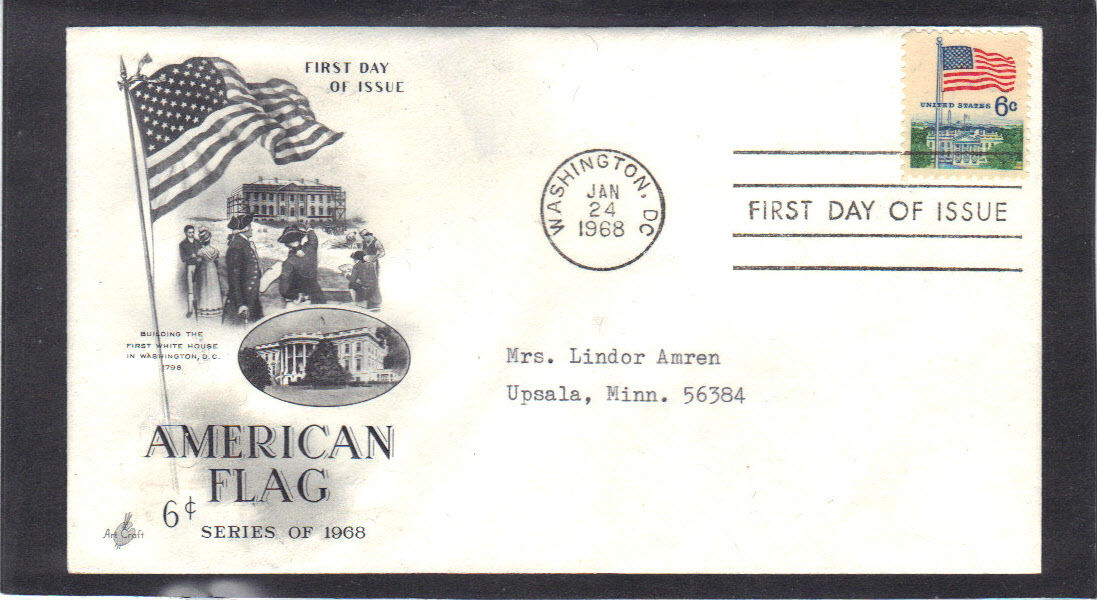 FIRST DAY
OF ISSUE
UNITED STATES 6c
WASHINGTON, DC
JAN
24
1968
FIRST DAY OF ISSUE
BUILDING THE
FIRST WHITE HOUSE
IN WASHINGTON, D.C.
1798
Mrs. Lindor Amren
Upsala, Minn. 56384
AMERICAN
FLAG
6¢
SERIES OF 1968
Art Craft